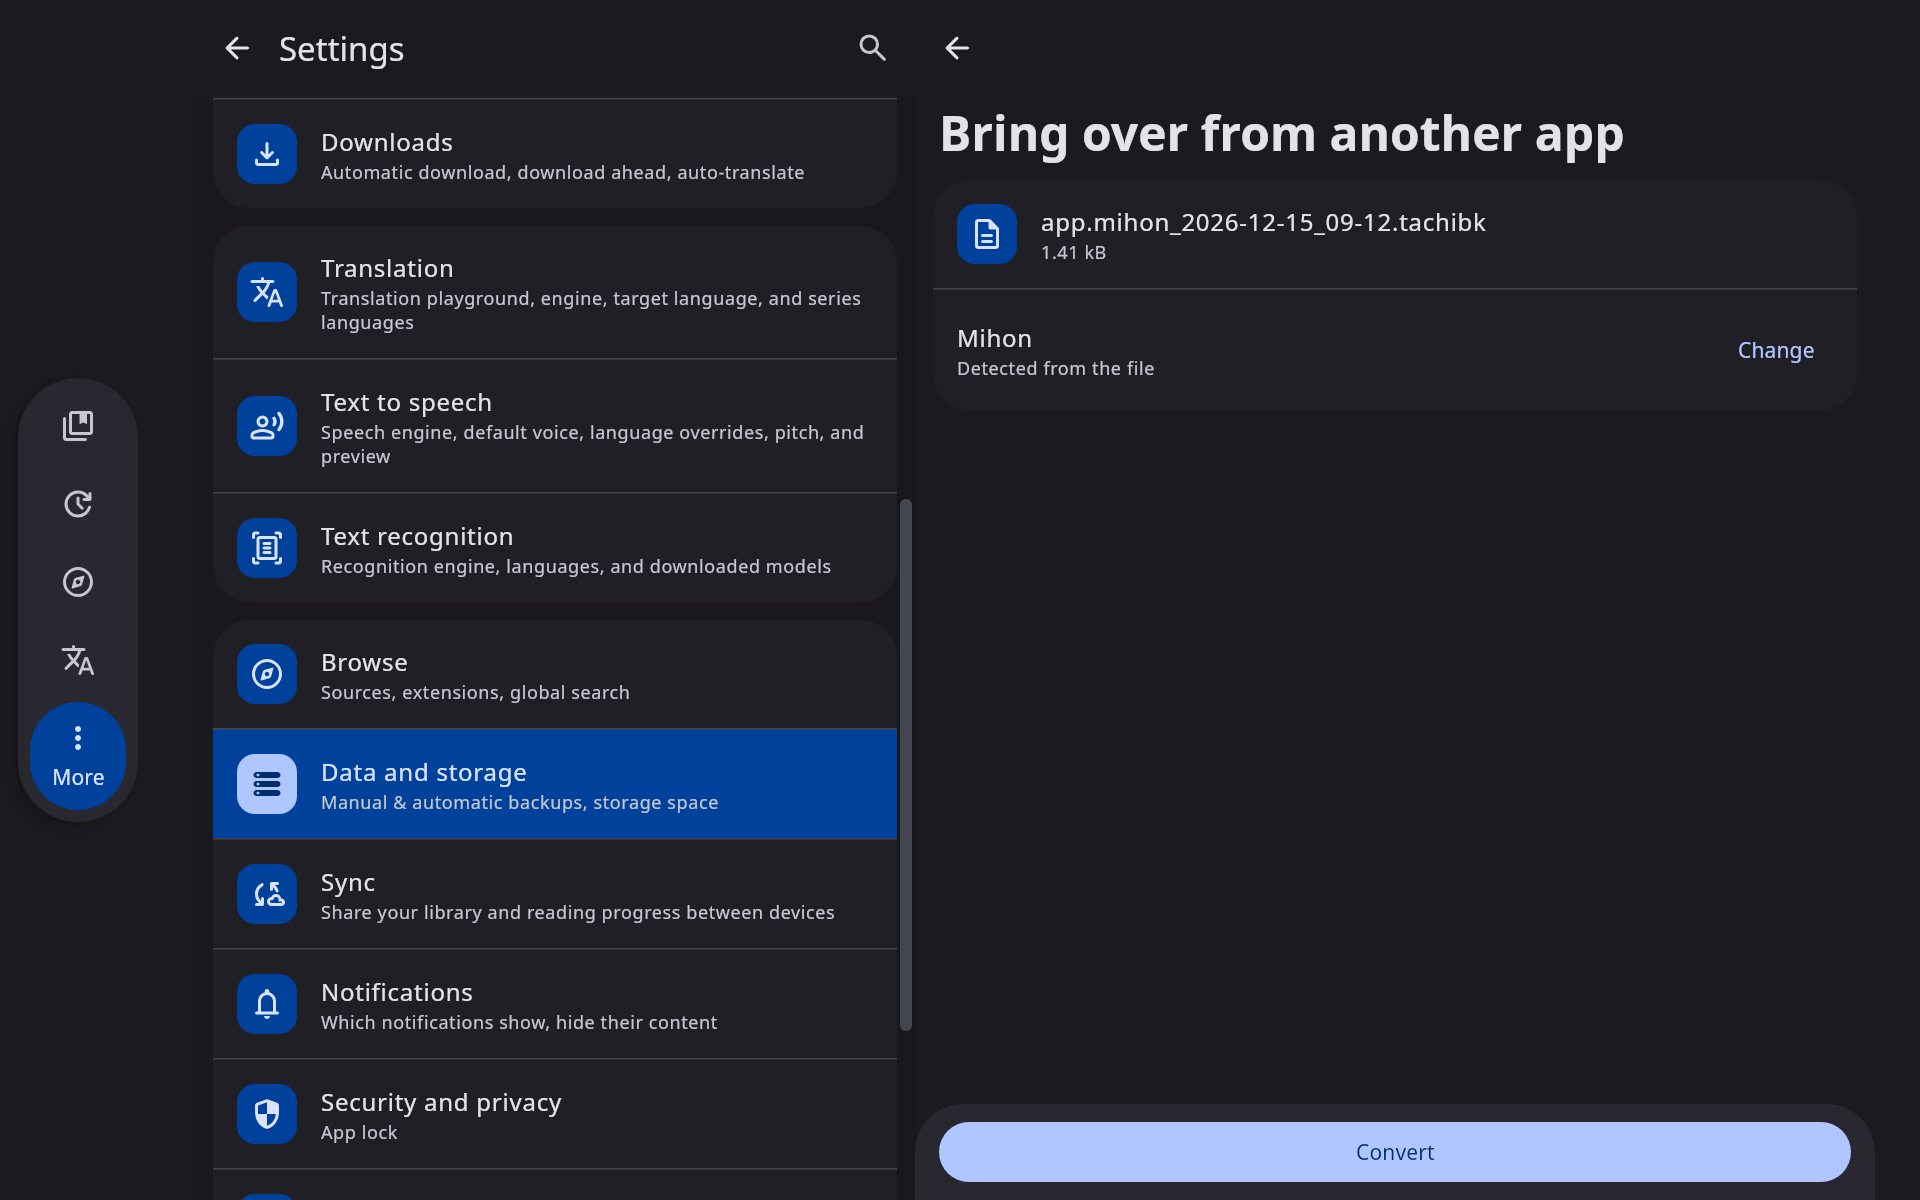 Settings
Downloads
Automatic download, download ahead, auto-translate
Translation
Translation playground, engine, target language, and series
languages
Text to speech
Speech engine, default voice, language overrides, pitch, and
preview
Text recognition
Recognition engine, languages, and downloaded models
Browse
Sources, extensions, global search
Data and storage
Manual & automatic backups, storage space
Sync
Share your library and reading progress between devices
Notifications
Which notifications show, hide their content
Security and privacy
App lock
More
Bring over from another app
app.mihon_2026-12-15_09-12.tachibk
1.41 kB
Mihon
Detected from the file
Change
Convert